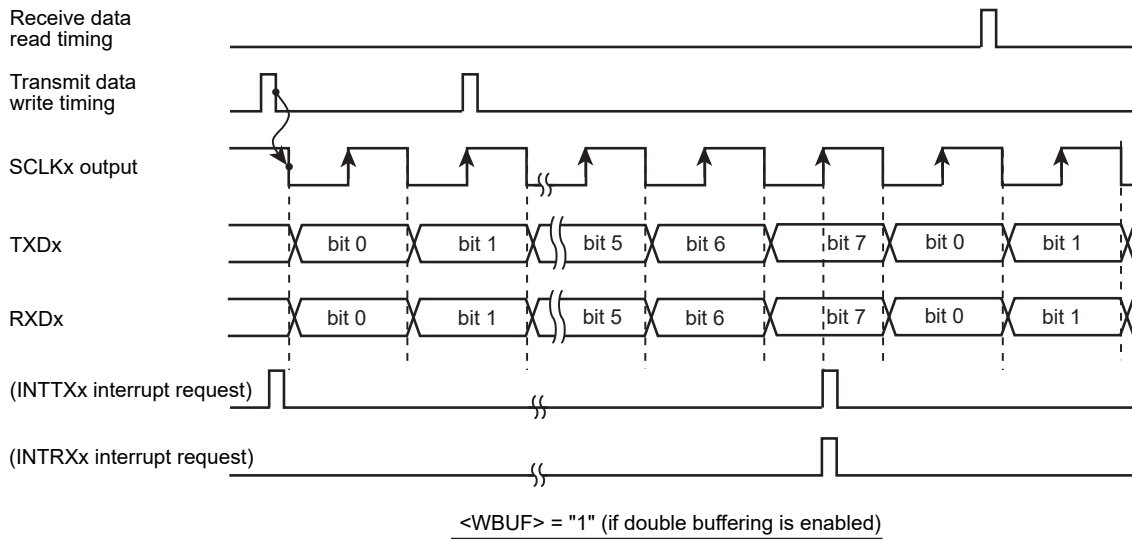 Receive data
read timing
Transmit data
write timing
SCLKx output
TXDx
bit 0 bit 1 bit 5 bit 6 bit 7 bit 0 bit 1
RXDx
bit 0 bit 1 bit 5 bit 6 bit 7 bit 0 bit 1
(INTTXx interrupt request)
(INTRXx interrupt request)
<WBUF> = "1" (if double buffering is enabled)